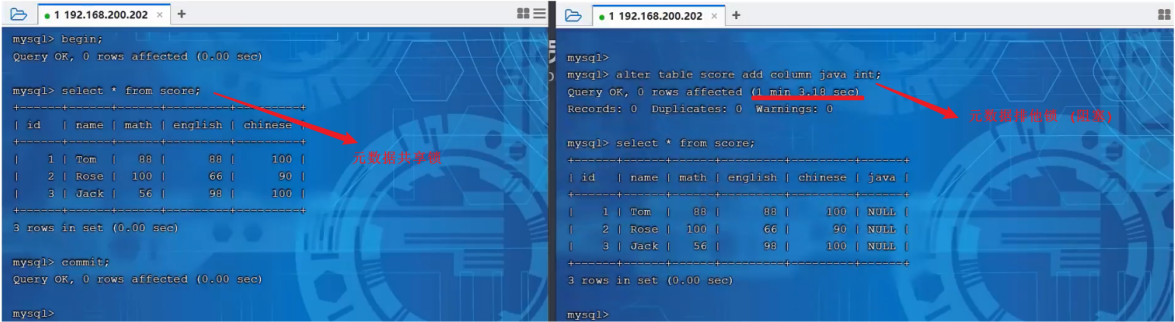 1 192.168.200.202 × +
mysql> begin;
Query OK, 0 rows affected (0.00 sec)
mysql> select * from score;
+------+------+------+---------+---------+
| id | name | math | english | chinese |
+------+------+------+---------+---------+
| 1 | Tom | 88 | 88 | 100 |
| 2 | Rose | 100 | 66 | 90 |
| 3 | Jack | 56 | 98 | 100 |
+------+------+------+---------+---------+
3 rows in set (0.00 sec)
mysql> commit;
Query OK, 0 rows affected (0.00 sec)
mysql>
元数据共享锁
1 192.168.200.202 × +
mysql>
mysql> alter table score add column java int;
Query OK, 0 rows affected (1 min 3.18 sec)
Records: 0 Duplicates: 0 Warnings: 0
元数据排他锁（阻塞）
mysql> select * from score;
+------+------+------+---------+---------+------+
| id | name | math | english | chinese | java |
+------+------+------+---------+---------+------+
| 1 | Tom | 88 | 88 | 100 | NULL |
| 2 | Rose | 100 | 66 | 90 | NULL |
| 3 | Jack | 56 | 98 | 100 | NULL |
+------+------+------+---------+---------+------+
3 rows in set (0.00 sec)
mysql>